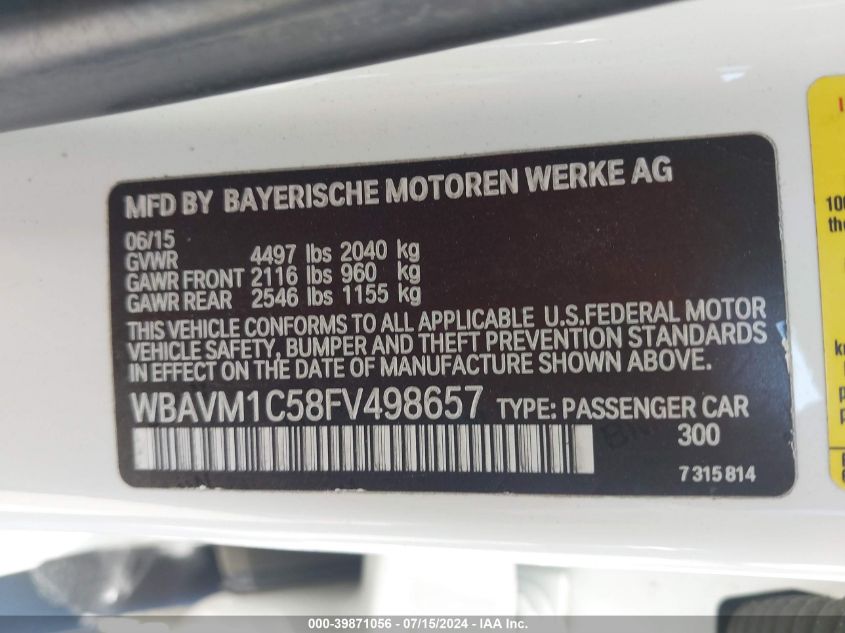 MFD BY BAYERISCHE MOTOREN WERKE AG
06/15
GVWR 4497 lbs 2040 kg
GAWR FRONT 2116 lbs 960 kg
GAWR REAR 2546 lbs 1155 kg
THIS VEHICLE CONFORMS TO ALL APPLICABLE U.S.FEDERAL MOTOR
VEHICLE SAFETY, BUMPER AND THEFT PREVENTION STANDARDS
IN EFFECT ON THE DATE OF MANUFACTURE SHOWN ABOVE.
WBAVM1C58FV498657 TYPE: PASSENGER CAR
300
7 315 814
000-39871056 - 07/15/2024 - IAA Inc.